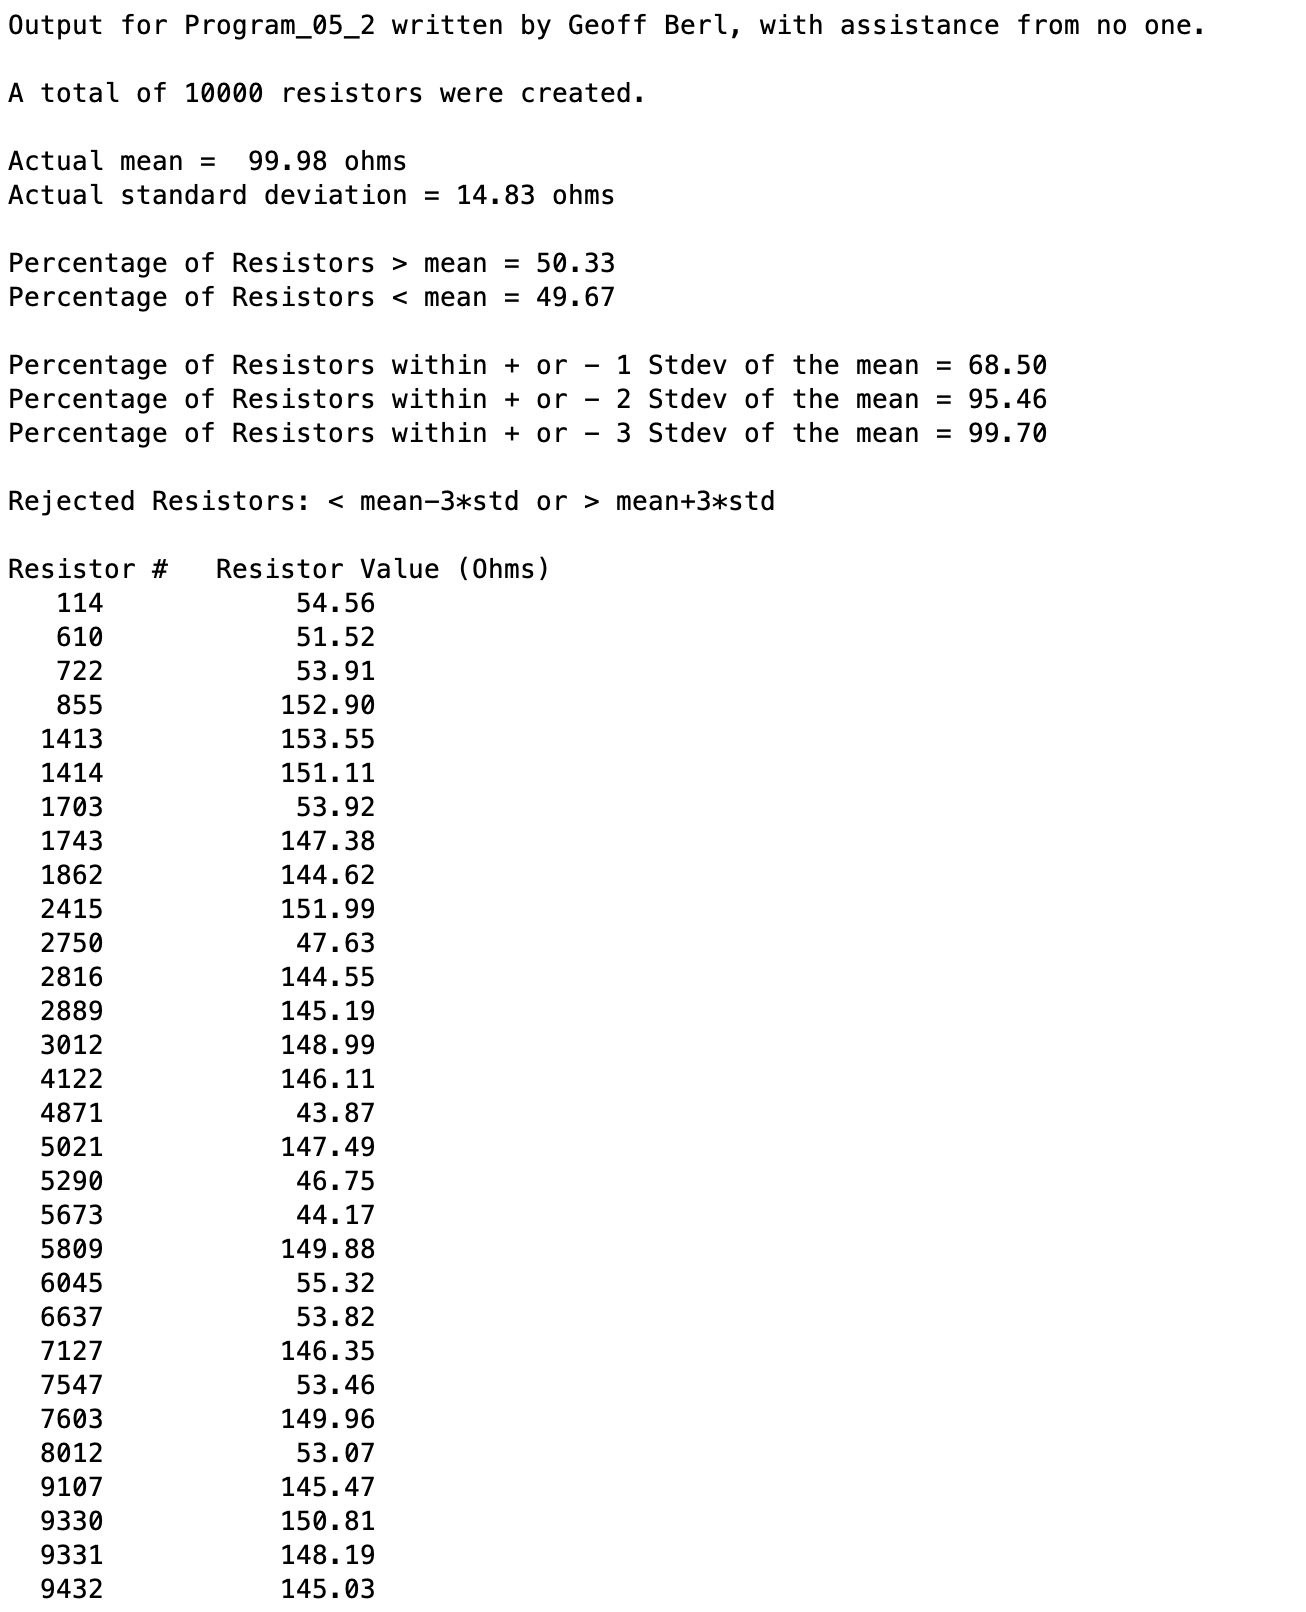 Output for Program_05_2 written by Geoff Berl, with assistance from no one.
A total of 10000 resistors were created.
Actual mean =  99.98 ohms
Actual standard deviation = 14.83 ohms
Percentage of Resistors > mean = 50.33
Percentage of Resistors < mean = 49.67
Percentage of Resistors within + or - 1 Stdev of the mean = 68.50
Percentage of Resistors within + or - 2 Stdev of the mean = 95.46
Percentage of Resistors within + or - 3 Stdev of the mean = 99.70
Rejected Resistors: < mean-3*std or > mean+3*std
Resistor #   Resistor Value (Ohms)
   114            54.56
   610            51.52
   722            53.91
   855           152.90
  1413           153.55
  1414           151.11
  1703            53.92
  1743           147.38
  1862           144.62
  2415           151.99
  2750            47.63
  2816           144.55
  2889           145.19
  3012           148.99
  4122           146.11
  4871            43.87
  5021           147.49
  5290            46.75
  5673            44.17
  5809           149.88
  6045            55.32
  6637            53.82
  7127           146.35
  7547            53.46
  7603           149.96
  8012            53.07
  9107           145.47
  9330           150.81
  9331           148.19
  9432           145.03